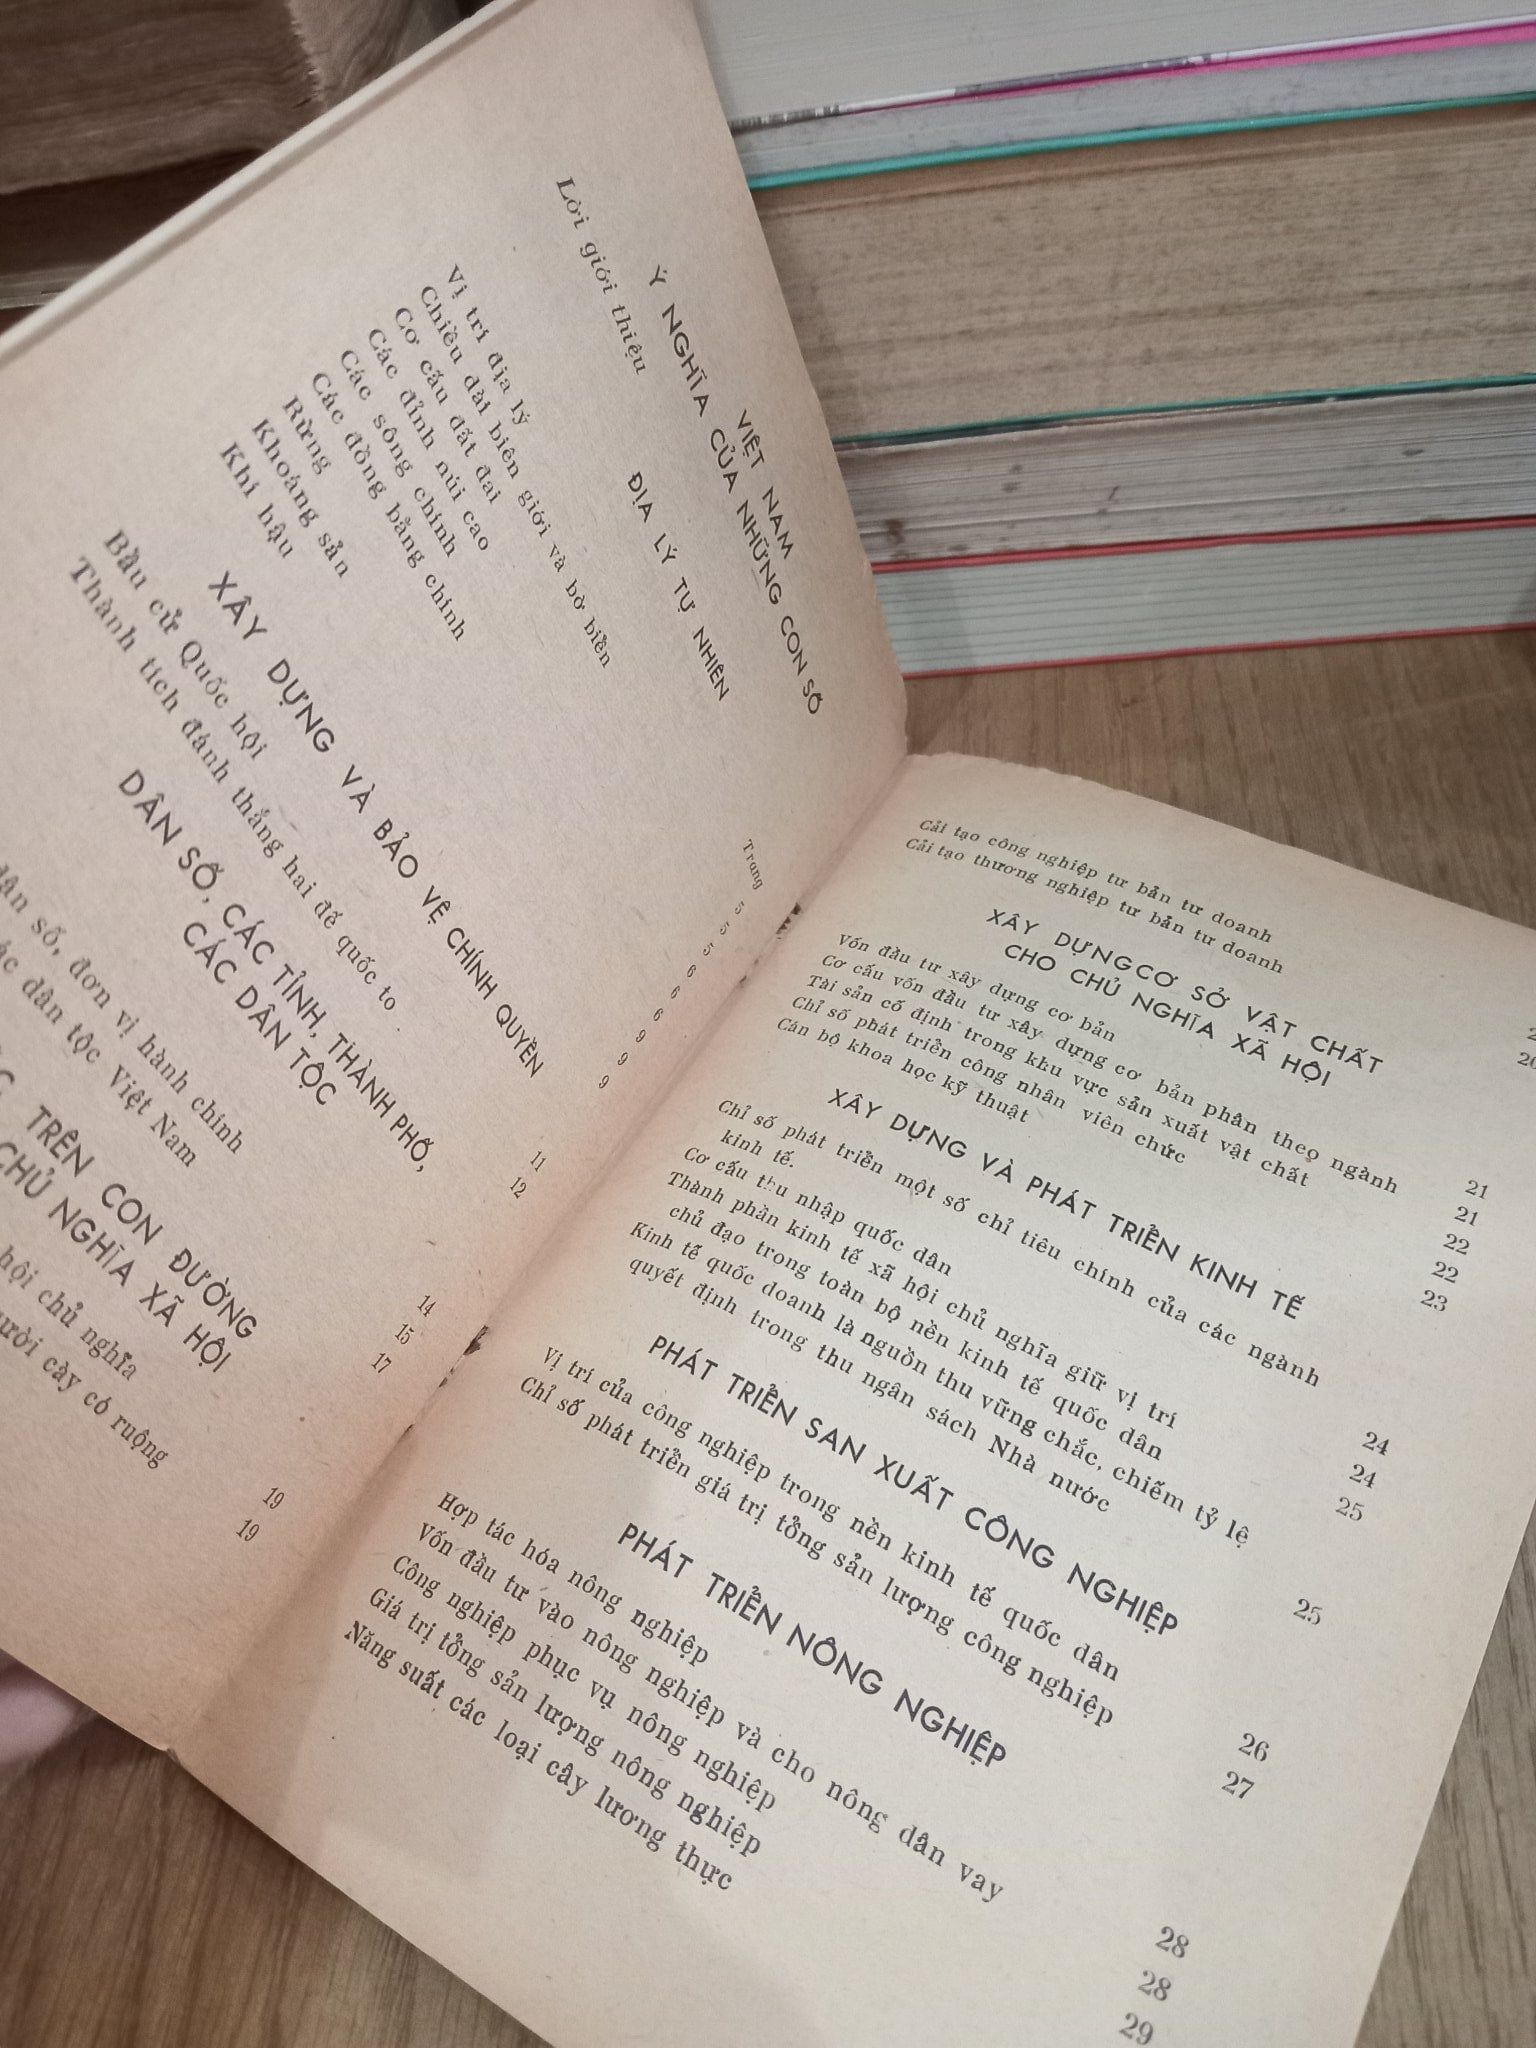 VIỆT NAM
Ý NGHĨA CỦA NHỮNG CON SỐ
Trang
Lời giới thiệu
ĐỊA LÝ TỰ NHIÊN
Vị trí địa lý 5
Chiều dài biên giới và bờ biển 5
Cơ cấu đất đai 5
Các đỉnh núi cao 6
Các sông chính 6
Các đồng bằng chính 6
Rừng 9
Khoáng sản 9
Khí hậu 9
XÂY DỰNG VÀ BẢO VỆ CHÍNH QUYỀN
Bầu cử Quốc hội 11
Thành tích đánh thắng hai đế quốc to 12
DÂN SỐ, CÁC TỈNH, THÀNH PHỐ,
CÁC DÂN TỘC
14
dân số, đơn vị hành chính 15
dân tộc Việt Nam 17
TRÊN CON ĐƯỜNG
CHỦ NGHĨA XÃ HỘI
hội chủ nghĩa 19
cày có ruộng 19
Cải tạo công nghiệp tư bản tư doanh
Cải tạo thương nghiệp tư bản tư doanh 20
XÂY DỰNG CƠ SỞ VẬT CHẤT
CHO CHỦ NGHĨA XÃ HỘI
Vốn đầu tư xây dựng cơ bản 21
Cơ cấu vốn đầu tư xây dựng cơ bản phân theo ngành 21
Tài sản cố định trong khu vực sản xuất vật chất 22
Chỉ số phát triển công nhân viên chức 22
Cán bộ khoa học kỹ thuật 23
XÂY DỰNG VÀ PHÁT TRIỂN KINH TẾ
Chỉ số phát triển một số chỉ tiêu chính của các ngành
kinh tế. 24
Cơ cấu thu nhập quốc dân 24
Thành phần kinh tế xã hội chủ nghĩa giữ vị trí
chủ đạo trong toàn bộ nền kinh tế quốc dân 25
Kinh tế quốc doanh là nguồn thu vững chắc, chiếm tỷ lệ
quyết định trong thu ngân sách Nhà nước 25
PHÁT TRIỂN SAN XUẤT CÔNG NGHIỆP
Vị trí của công nghiệp trong nền kinh tế quốc dân 26
Chỉ số phát triển giá trị tổng sản lượng công nghiệp 27
PHÁT TRIỂN NÔNG NGHIỆP
Hợp tác hóa nông nghiệp 28
Vốn đầu tư vào nông nghiệp và cho nông dân vay 28
Công nghiệp phục vụ nông nghiệp 29
Giá trị tổng sản lượng nông nghiệp
Năng suất các loại cây lương thực